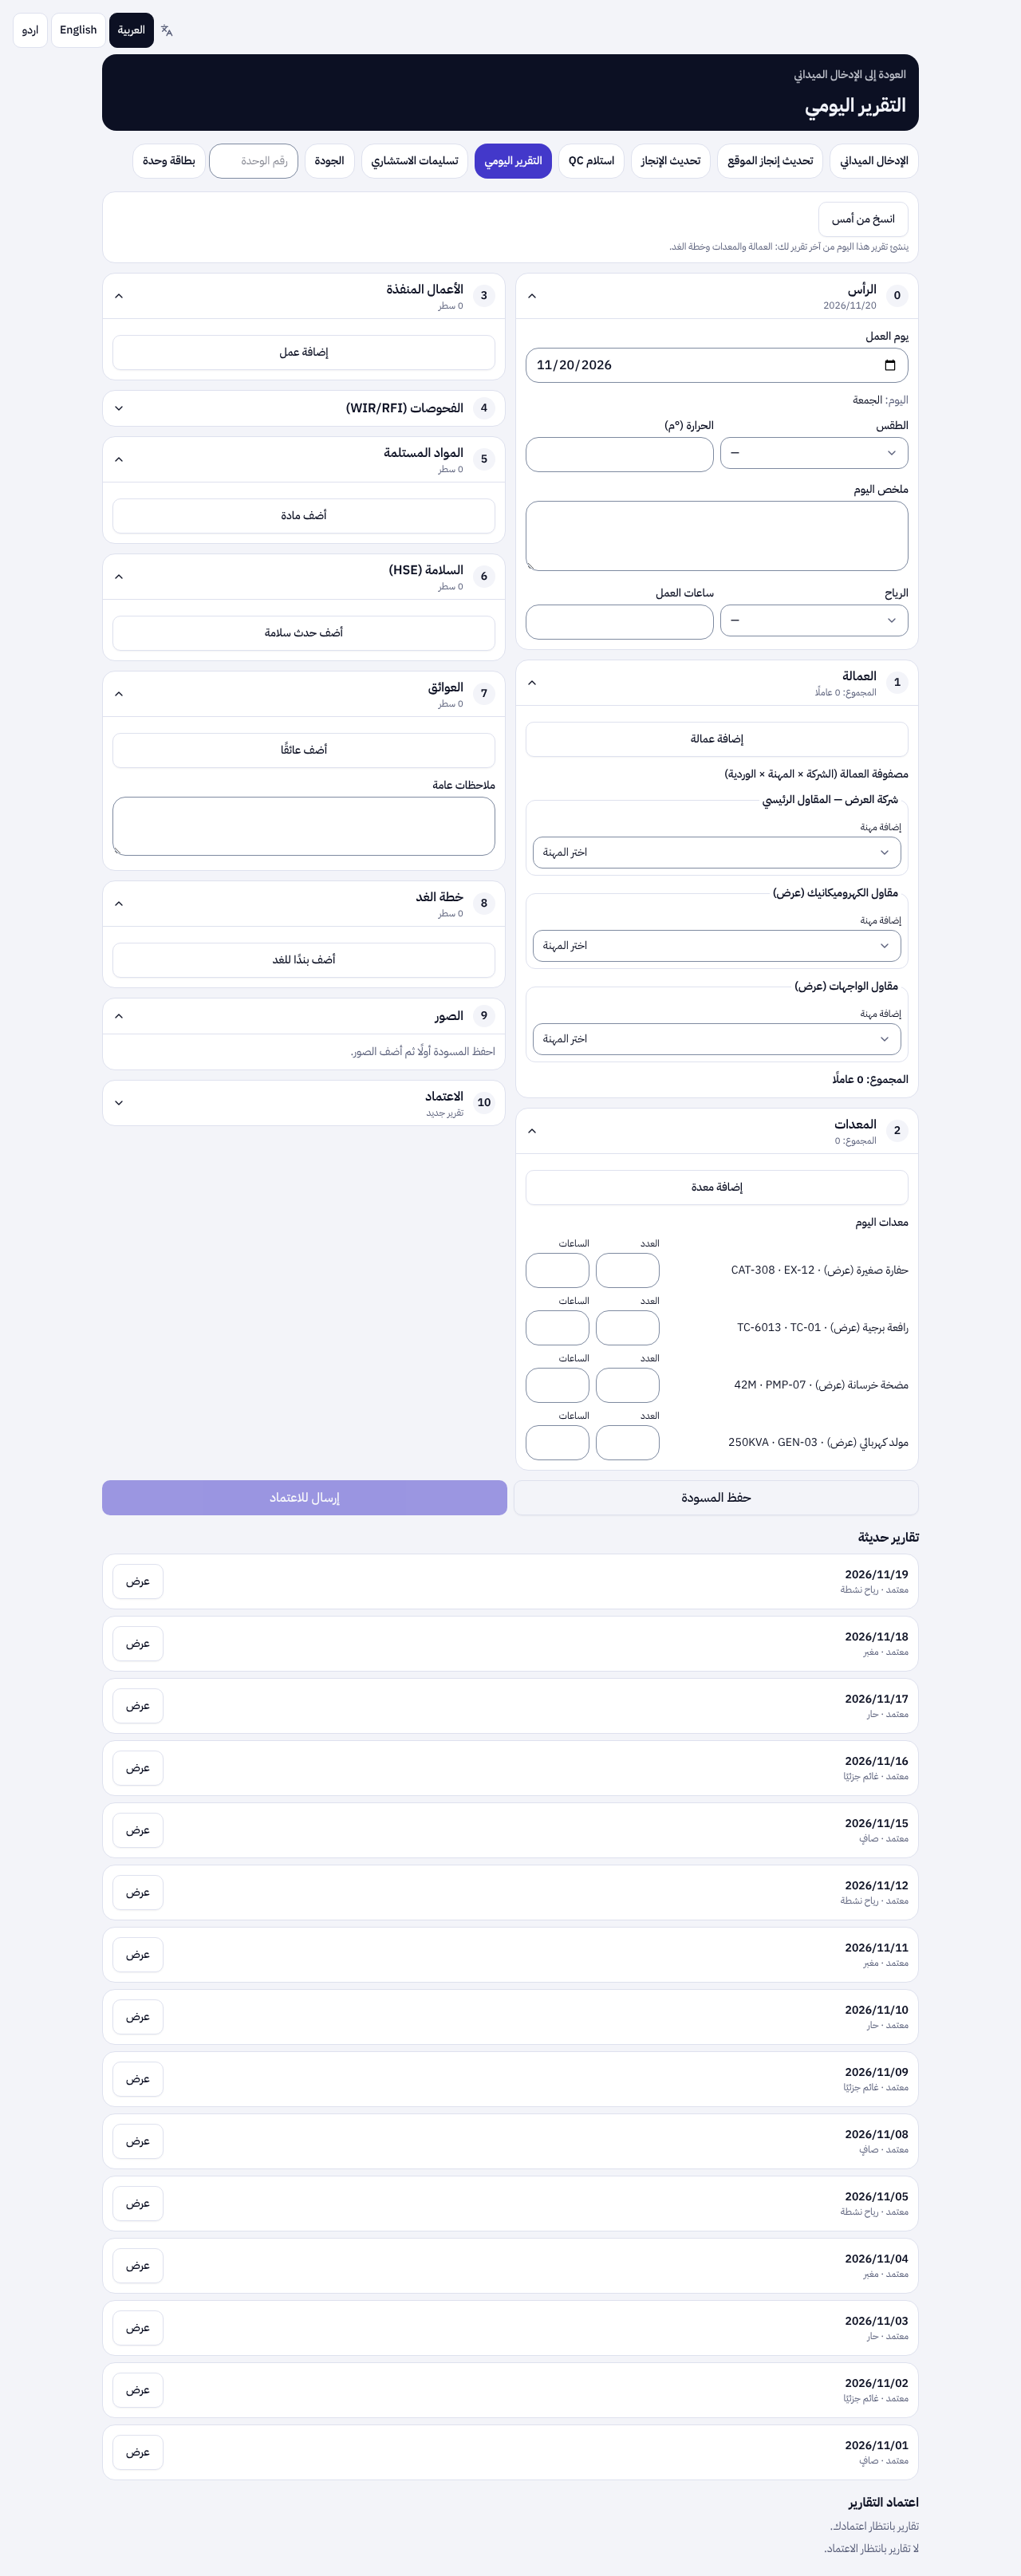 العربية
English
اردو
العودة إلى الإدخال الميداني
التقرير اليومي
الإدخال الميداني
تحديث إنجاز الموقع
تحديث الإنجاز
استلام QC
التقرير اليومي
تسليمات الاستشاري
الجودة
رقم الوحدة
بطاقة وحدة
انسخ من أمس
ينشئ تقرير هذا اليوم من آخر تقرير لك: العمالة والمعدات وخطة الغد.
0
الرأس
2026/11/20
يوم العمل
11/20/2026
اليوم: الجمعة
الطقس
الحرارة (°م)
—
ملخص اليوم
الرياح
ساعات العمل
—
1
العمالة
المجموع: 0 عاملًا
إضافة عمالة
مصفوفة العمالة (الشركة × المهنة × الوردية)
شركة العرض — المقاول الرئيسي
إضافة مهنة
اختر المهنة
مقاول الكهروميكانيك (عرض)
إضافة مهنة
اختر المهنة
مقاول الواجهات (عرض)
إضافة مهنة
اختر المهنة
المجموع: 0 عاملًا
2
المعدات
المجموع: 0
إضافة معدة
معدات اليوم
العدد
الساعات
حفارة صغيرة (عرض) · CAT-308 · EX-12
العدد
الساعات
رافعة برجية (عرض) · TC-6013 · TC-01
العدد
الساعات
مضخة خرسانة (عرض) · 42M · PMP-07
العدد
الساعات
مولد كهربائي (عرض) · 250KVA · GEN-03
3
الأعمال المنفذة
0 سطر
إضافة عمل
4
الفحوصات (WIR/RFI)
5
المواد المستلمة
0 سطر
أضف مادة
6
السلامة (HSE)
0 سطر
أضف حدث سلامة
7
العوائق
0 سطر
أضف عائقًا
ملاحظات عامة
8
خطة الغد
0 سطر
أضف بندًا للغد
9
الصور
احفظ المسودة أولًا ثم أضف الصور.
10
الاعتماد
تقرير جديد
حفظ المسودة
إرسال للاعتماد
تقارير حديثة
2026/11/19
معتمد · رياح نشطة
عرض
2026/11/18
معتمد · مغبر
عرض
2026/11/17
معتمد · حار
عرض
2026/11/16
معتمد · غائم جزئيًا
عرض
2026/11/15
معتمد · صافٍ
عرض
2026/11/12
معتمد · رياح نشطة
عرض
2026/11/11
معتمد · مغبر
عرض
2026/11/10
معتمد · حار
عرض
2026/11/09
معتمد · غائم جزئيًا
عرض
2026/11/08
معتمد · صافٍ
عرض
2026/11/05
معتمد · رياح نشطة
عرض
2026/11/04
معتمد · مغبر
عرض
2026/11/03
معتمد · حار
عرض
2026/11/02
معتمد · غائم جزئيًا
عرض
2026/11/01
معتمد · صافٍ
عرض
اعتماد التقارير
تقارير بانتظار اعتمادك.
لا تقارير بانتظار الاعتماد.